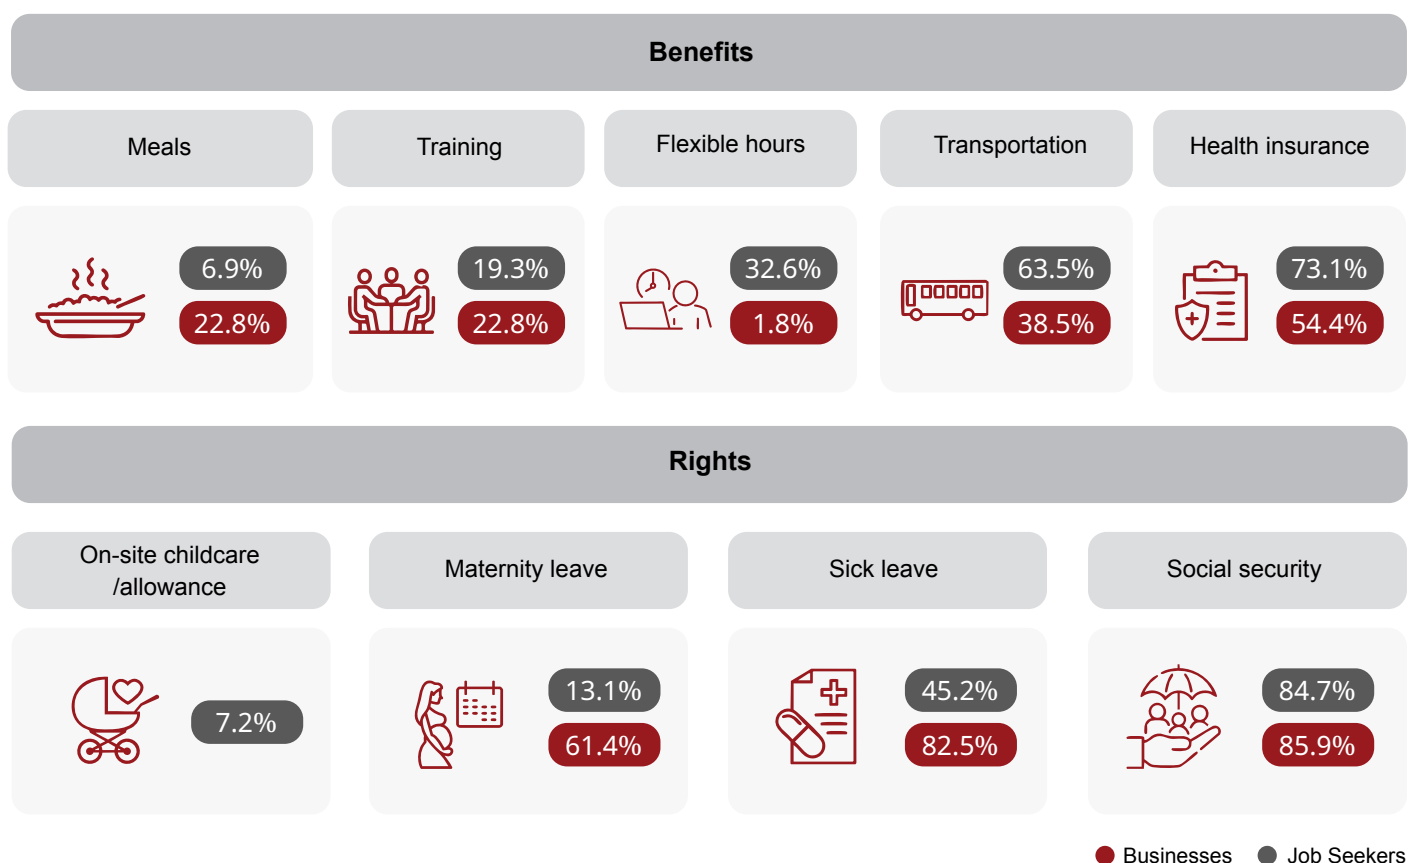 Benefits
Meals
Training
Flexible hours
Transportation
Health insurance
6.9%
22.8%
19.3%
22.8%
32.6%
1.8%
63.5%
38.5%
73.1%
54.4%
Rights
On-site childcare
/allowance
Maternity leave
Sick leave
Social security
7.2%
13.1%
61.4%
45.2%
82.5%
84.7%
85.9%
Businesses
Job Seekers